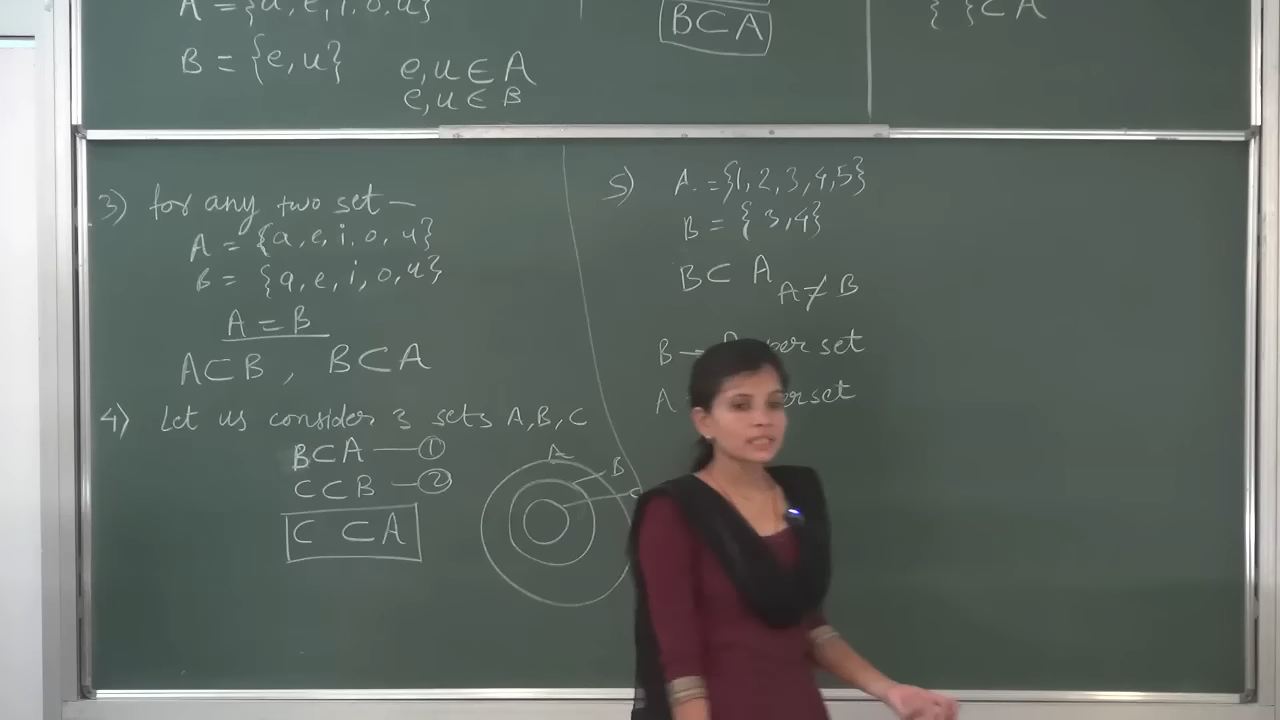 A = {a, e, i, o, u}
B = {e, u}
e, u ∈ A
e, u ∈ B
B ⊂ A
{ } ⊂ A
3) for any two set —
A = {a, e, i, o, u}
B = {a, e, i, o, u}
A = B
A ⊂ B , B ⊂ A
4) Let us consider 3 sets A, B, C
B ⊂ A — ①
C ⊂ B — ②
C ⊂ A
A
B
C
5) A = {1, 2, 3, 4, 5}
B = { 3, 4}
B ⊂ A
A ≠ B
B — set
A